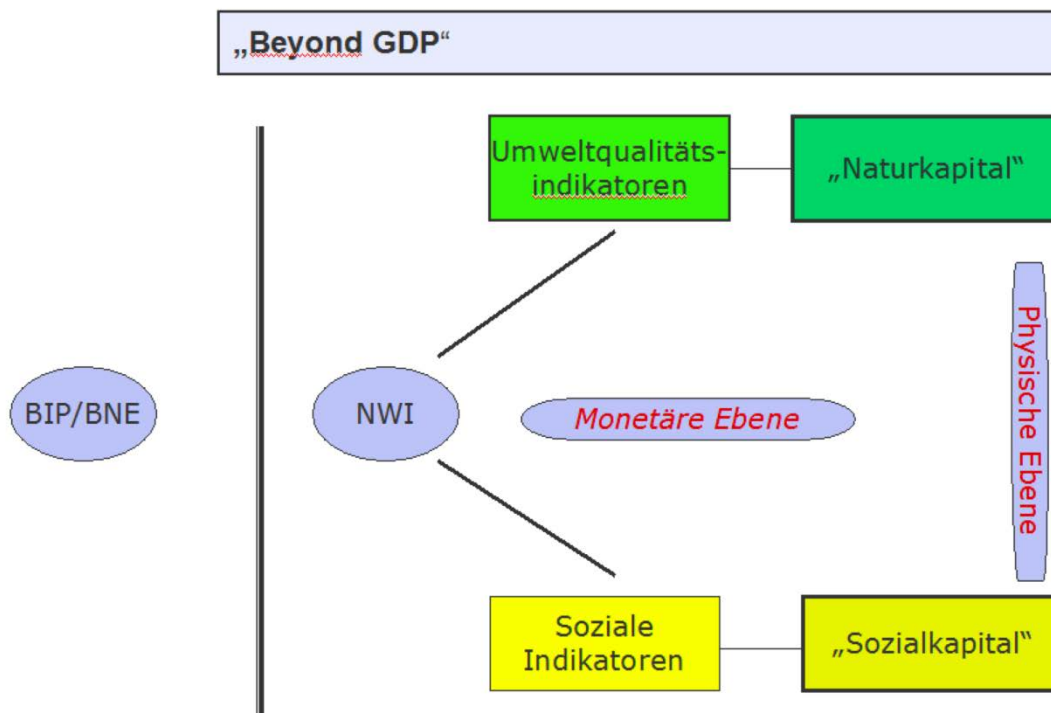 „Beyond GDP“
Umweltqualitäts-
indikatoren
„Naturkapital“
BIP/BNE
NWI
Monetäre Ebene
Physische Ebene
Soziale
Indikatoren
„Sozialkapital“